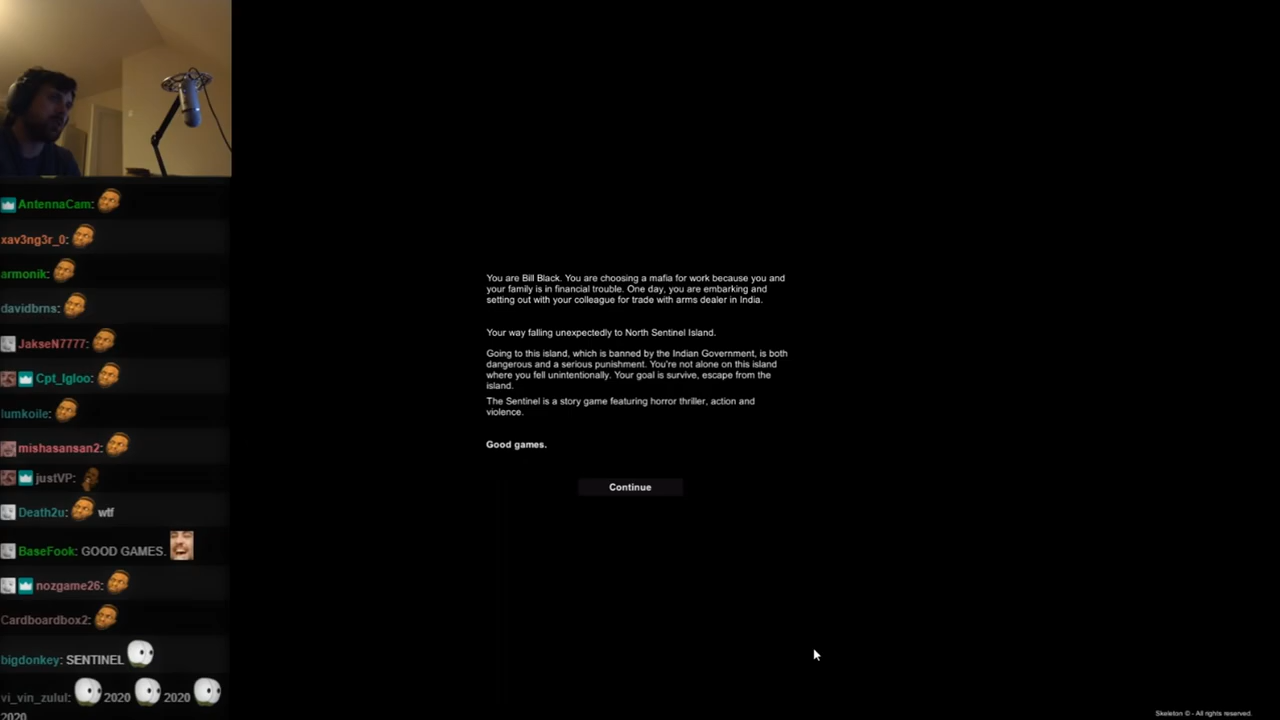 AntennaCam:
xav3ng3r_0:
armonik:
davidbrns:
JakseN7777:
Cpt_Igloo:
lumkoile:
mishasansan2:
justVP:
Death2u: wtf
BaseFook: GOOD GAMES.
nozgame26:
Cardboardbox2:
bigdonkey: SENTINEL
vi_vin_zulul: 2020 2020
2020
You are Bill Black. You are choosing a mafia for work because you and
your family is in financial trouble. One day, you are embarking and
setting out with your colleague for trade with arms dealer in India.
Your way falling unexpectedly to North Sentinel Island.
Going to this island, which is banned by the Indian Government, is both
dangerous and a serious punishment. You're not alone on this island
where you fell unintentionally. Your goal is survive, escape from the
island.
The Sentinel is a story game featuring horror thriller, action and
violence.
Good games.
Continue
Skeleton © - All rights reserved.